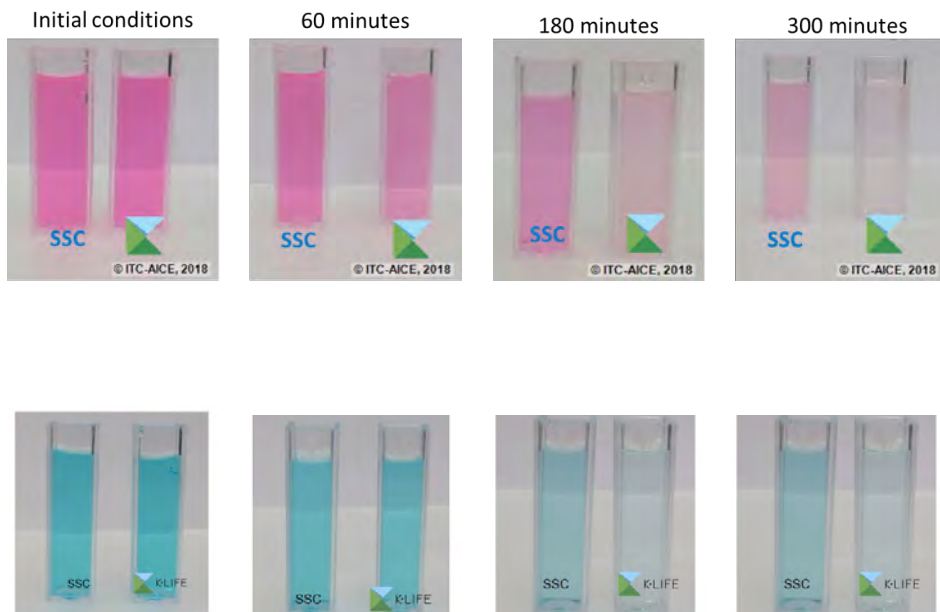 Initial conditions
60 minutes
180 minutes
300 minutes
SSC
© ITC-AICE, 2018
SSC
© ITC-AICE, 2018
SSC
© ITC-AICE, 2018
SSC
© ITC-AICE, 2018
SSC
K·LIFE
SSC
K·LIFE
SSC
K·LIFE
SSC
K·LIFE